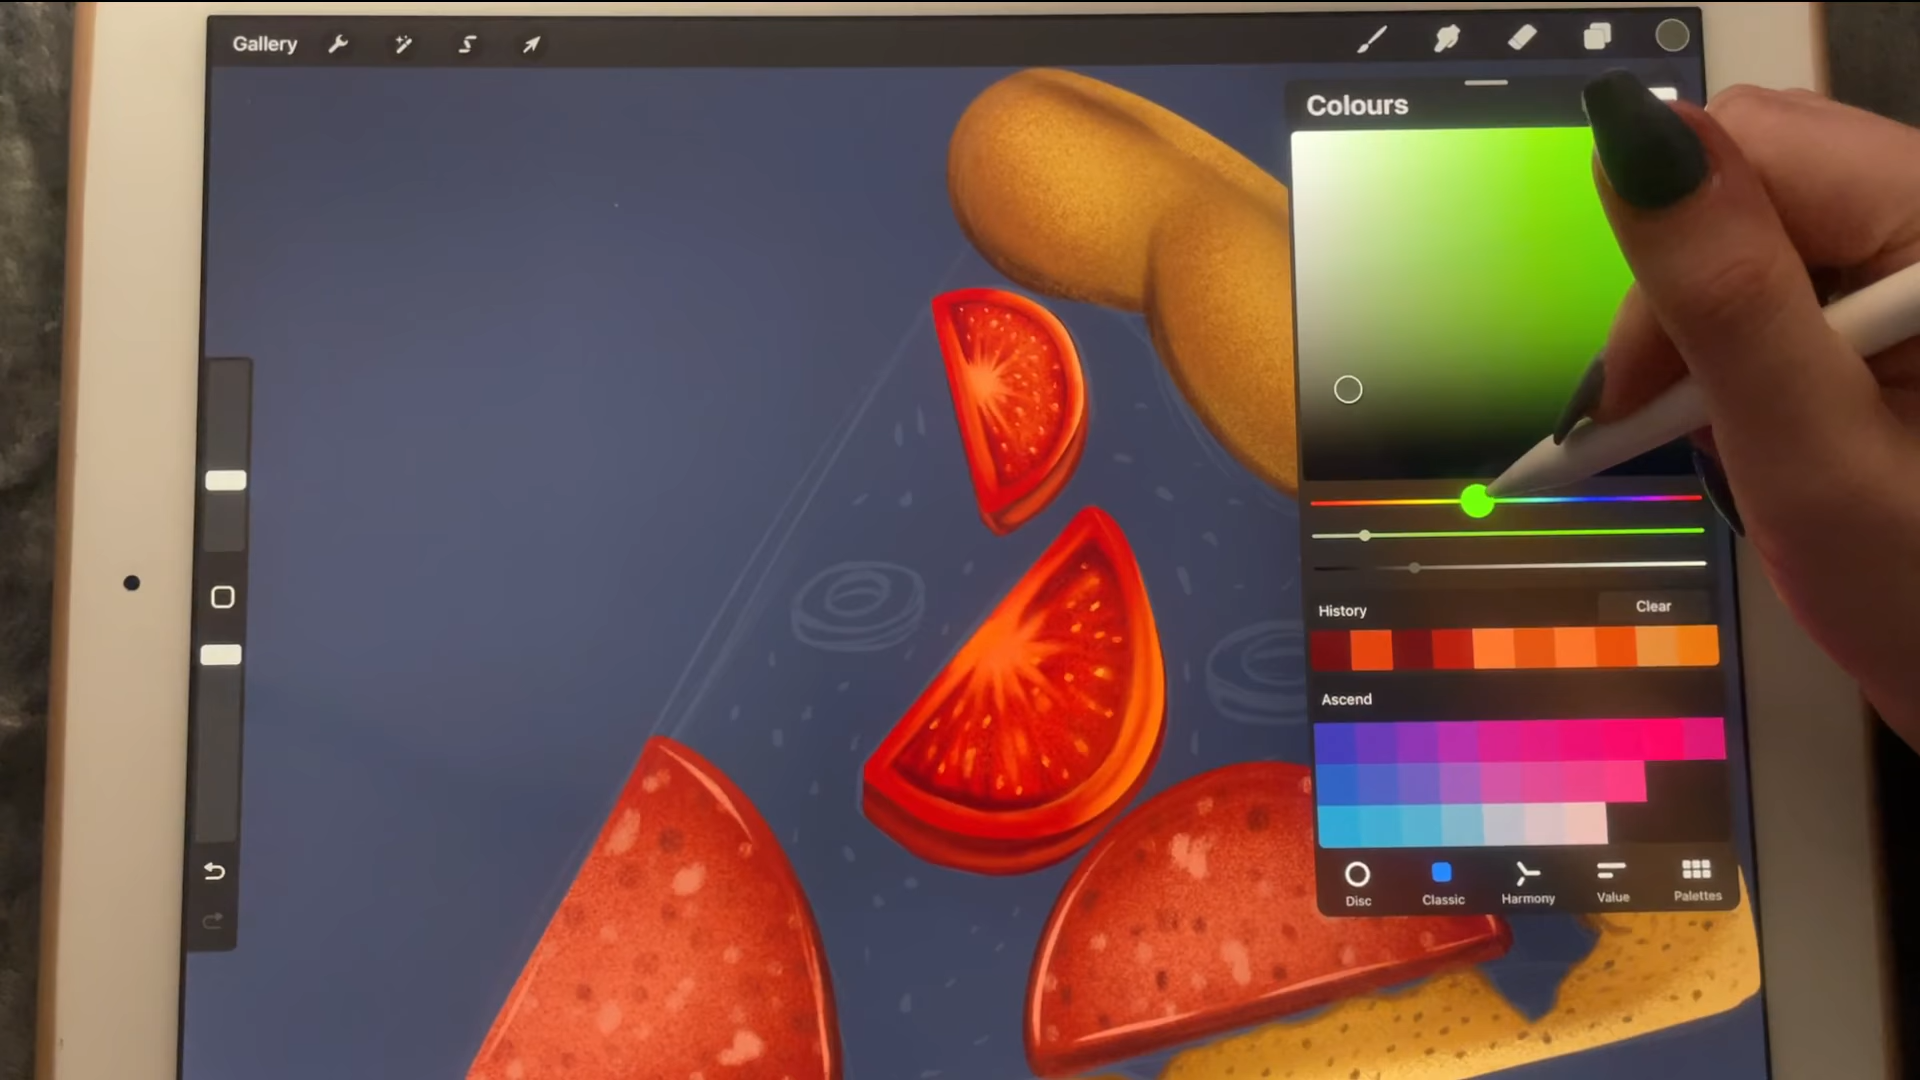 Gallery
Colours
History
Clear
Ascend
Disc
Classic
Harmony
Value
Palettes